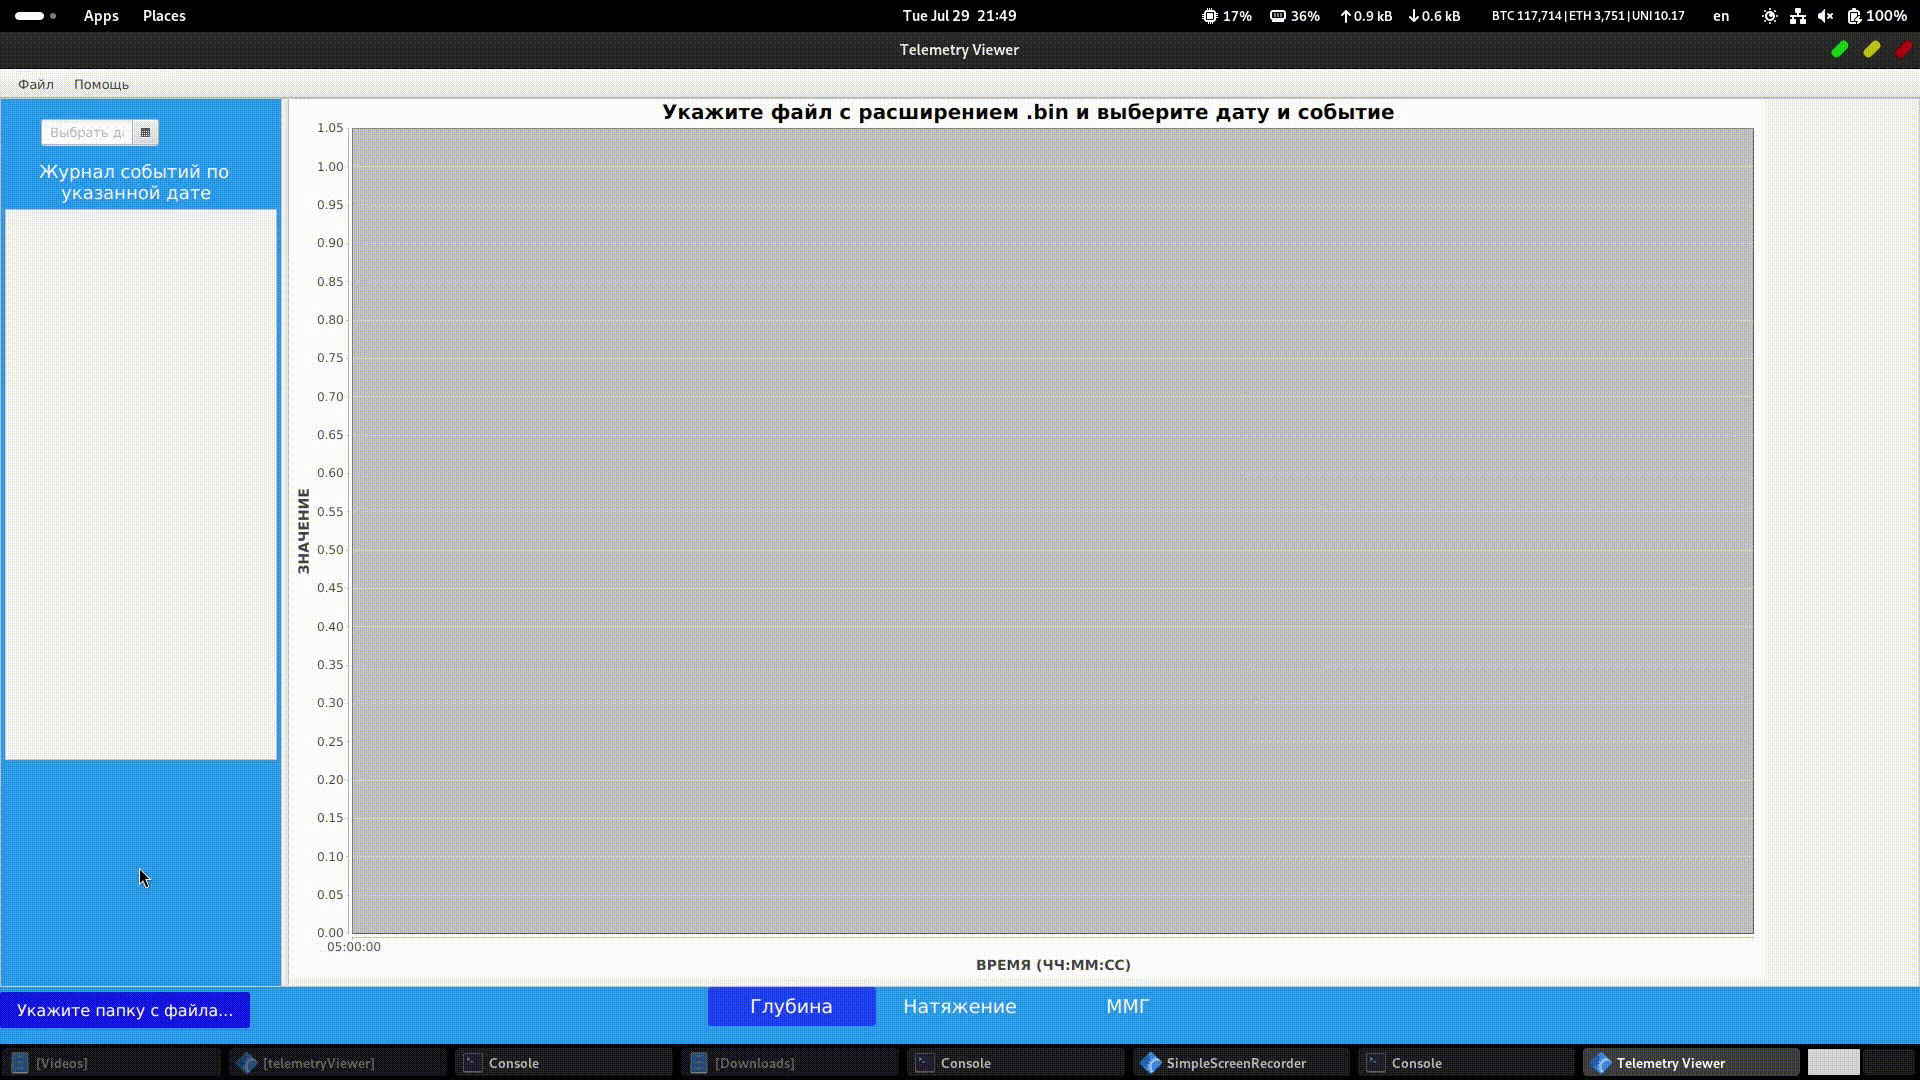 Apps Places Tue Jul 29 21:49 17% 36% 0.9 kB 0.6 kB BTC 117,714 | ETH 3,751 | UNI 10.17 en 100%
Telemetry Viewer
Файл Помощь
Укажите файл с расширением .bin и выберите дату и событие
Выбрать д
Журнал событий по
указанной дате
1.05
1.00
0.95
0.90
0.85
0.80
0.75
0.70
0.65
0.60
0.55
0.50
0.45
0.40
0.35
0.30
0.25
0.20
0.15
0.10
0.05
0.00
ЗНАЧЕНИЕ
05:00:00
ВРЕМЯ (ЧЧ:ММ:СС)
Укажите папку с файла...
Глубина Натяжение ММГ
[Videos] [telemetryViewer] Console [Downloads] Console SimpleScreenRecorder Console Telemetry Viewer